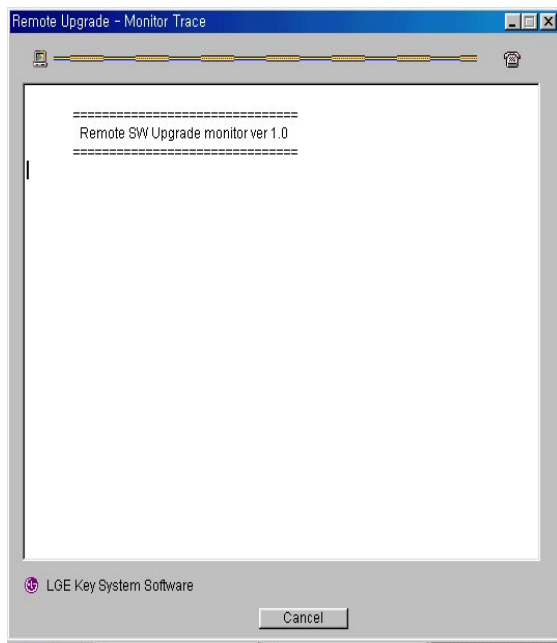 Remote Upgrade - Monitor Trace
===============================
Remote SW Upgrade monitor ver 1.0
===============================
LGE Key System Software
Cancel